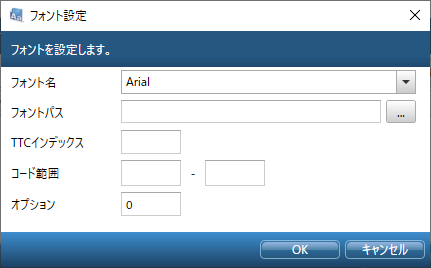 フォント設定
フォントを設定します。
フォント名 Arial
フォントパス ...
TTCインデックス
コード範囲 -
オプション 0
OK キャンセル